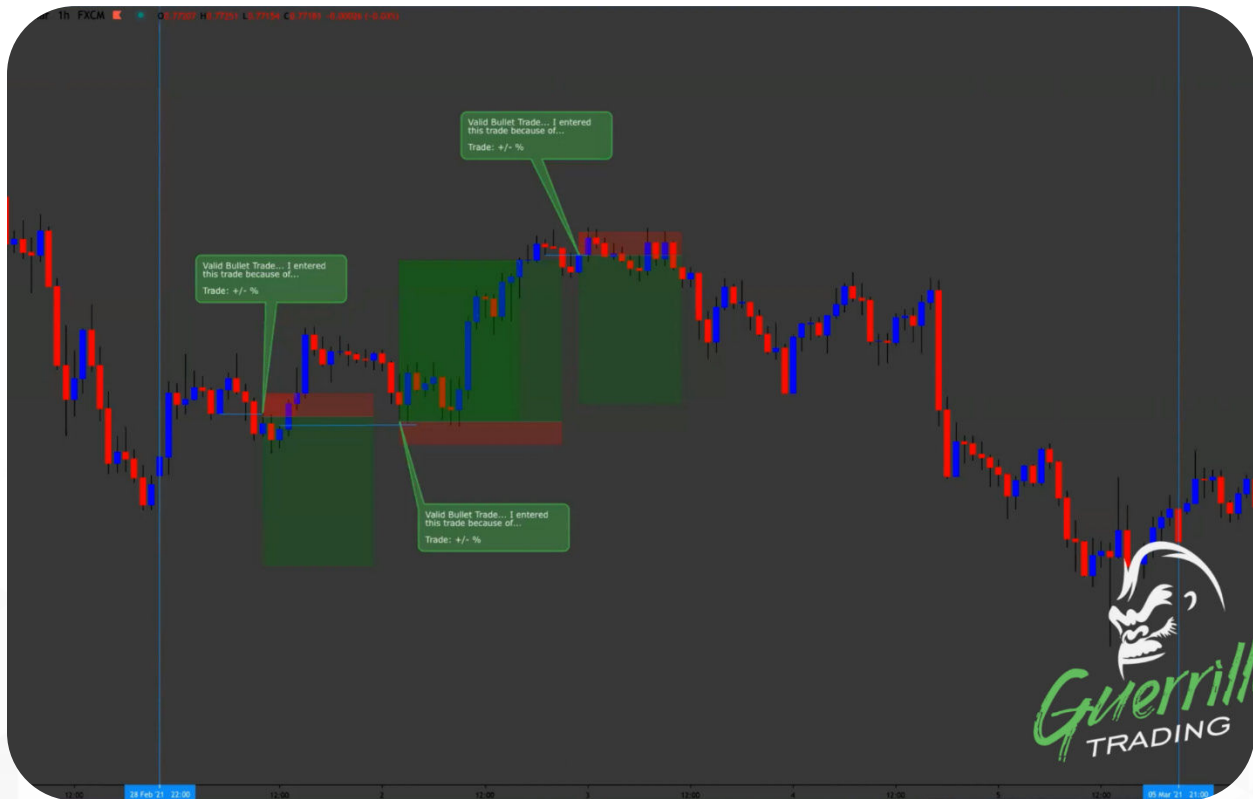 1h FXCM
Valid Bullet Trade... I entered
this trade because of...
Trade: +/- %
Valid Bullet Trade... I entered
this trade because of...
Trade: +/- %
Valid Bullet Trade... I entered
this trade because of...
Trade: +/- %
Guerrill
TRADING
12:00 28 Feb '21 22:00 12:00 2 12:00 3 12:00 4 12:00 5 12:00 05 Mar '21 21:00